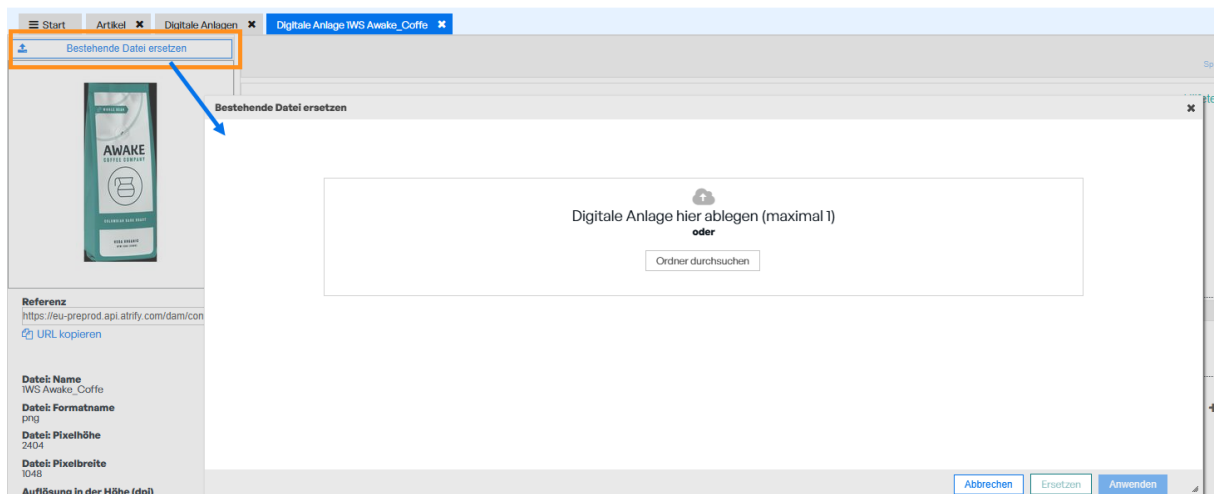 Start Artikel Digitale Anlagen Digitale Anlage 1WS Awake_Coffe
Bestehende Datei ersetzen
Sp
AWAKE
COFFEE COMPANY
Bestehende Datei ersetzen
Digitale Anlage hier ablegen (maximal 1)
oder
Ordner durchsuchen
Referenz
https://eu-preprod.api.atrify.com/dam/con
URL kopieren
Datei: Name
1WS Awake_Coffe
Datei: Formatname
png
Datei: Pixelhöhe
2404
Datei: Pixelbreite
1048
Auflösung in der Höhe (dpi)
Abbrechen Ersetzen Anwenden